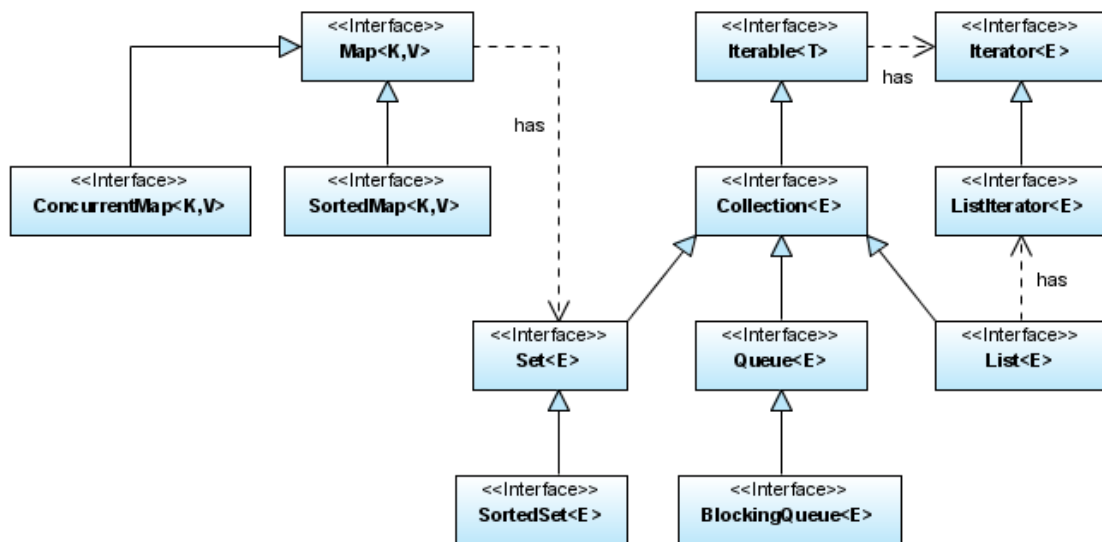 <<Interface>>
Map<K,V>
<<Interface>>
Iterable<T>
<<Interface>>
Iterator<E>
has
has
<<Interface>>
ConcurrentMap<K,V>
<<Interface>>
SortedMap<K,V>
<<Interface>>
Collection<E>
<<Interface>>
ListIterator<E>
has
<<Interface>>
Set<E>
<<Interface>>
Queue<E>
<<Interface>>
List<E>
<<Interface>>
SortedSet<E>
<<Interface>>
BlockingQueue<E>